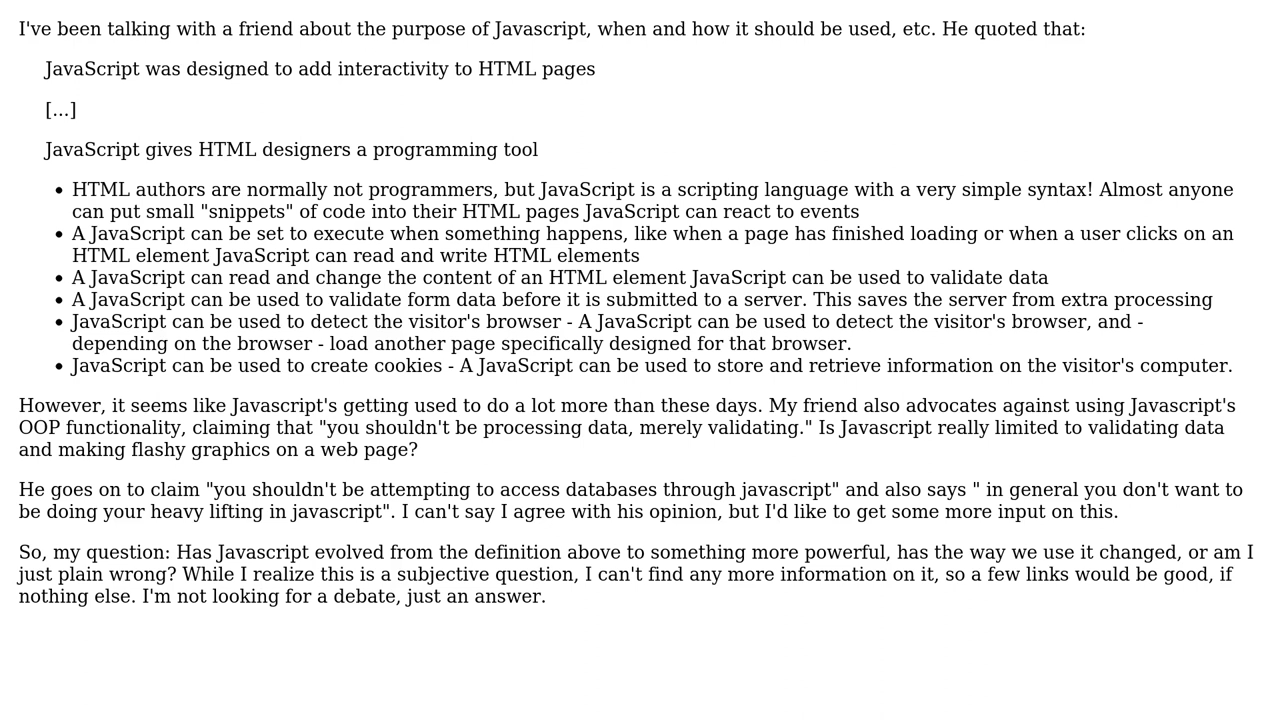 I've been talking with a friend about the purpose of Javascript, when and how it should be used, etc. He quoted that:
JavaScript was designed to add interactivity to HTML pages
[...]
JavaScript gives HTML designers a programming tool
• HTML authors are normally not programmers, but JavaScript is a scripting language with a very simple syntax! Almost anyone
can put small "snippets" of code into their HTML pages JavaScript can react to events
• A JavaScript can be set to execute when something happens, like when a page has finished loading or when a user clicks on an
HTML element JavaScript can read and write HTML elements
• A JavaScript can read and change the content of an HTML element JavaScript can be used to validate data
• A JavaScript can be used to validate form data before it is submitted to a server. This saves the server from extra processing
• JavaScript can be used to detect the visitor's browser - A JavaScript can be used to detect the visitor's browser, and -
depending on the browser - load another page specifically designed for that browser.
• JavaScript can be used to create cookies - A JavaScript can be used to store and retrieve information on the visitor's computer.
However, it seems like Javascript's getting used to do a lot more than these days. My friend also advocates against using Javascript's
OOP functionality, claiming that "you shouldn't be processing data, merely validating." Is Javascript really limited to validating data
and making flashy graphics on a web page?
He goes on to claim "you shouldn't be attempting to access databases through javascript" and also says " in general you don't want to
be doing your heavy lifting in javascript". I can't say I agree with his opinion, but I'd like to get some more input on this.
So, my question: Has Javascript evolved from the definition above to something more powerful, has the way we use it changed, or am I
just plain wrong? While I realize this is a subjective question, I can't find any more information on it, so a few links would be good, if
nothing else. I'm not looking for a debate, just an answer.